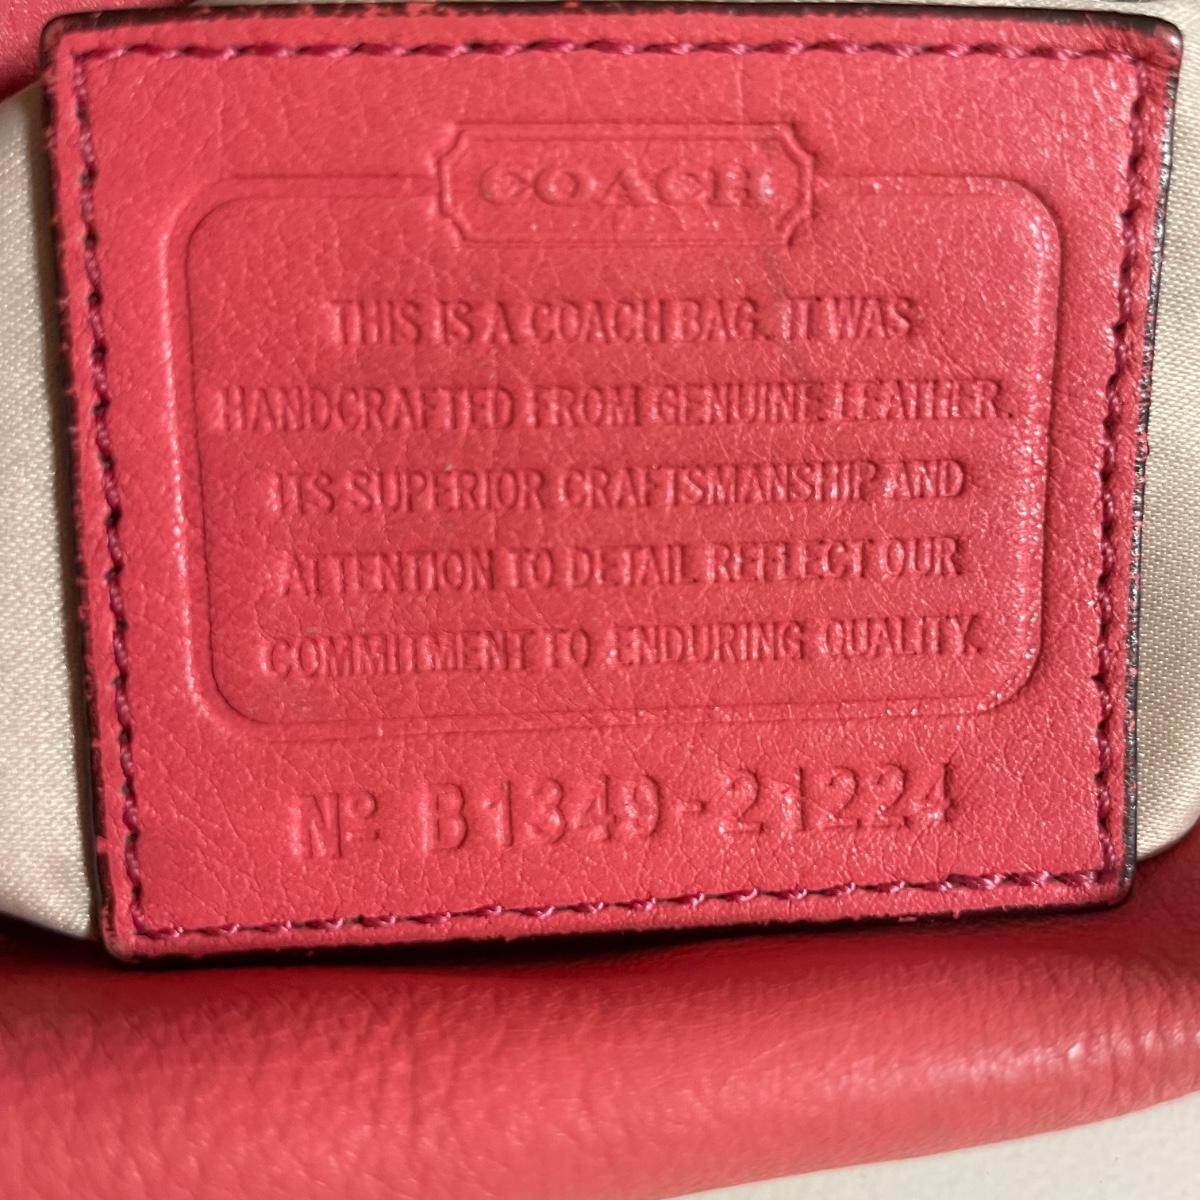 COACH
THIS IS A COACH BAG. IT WAS
HANDCRAFTED FROM GENUINE LEATHER.
ITS SUPERIOR CRAFTSMANSHIP AND
ATTENTION TO DETAIL REFLECT OUR
COMMITMENT TO ENDURING QUALITY.
Nº B1349-21224